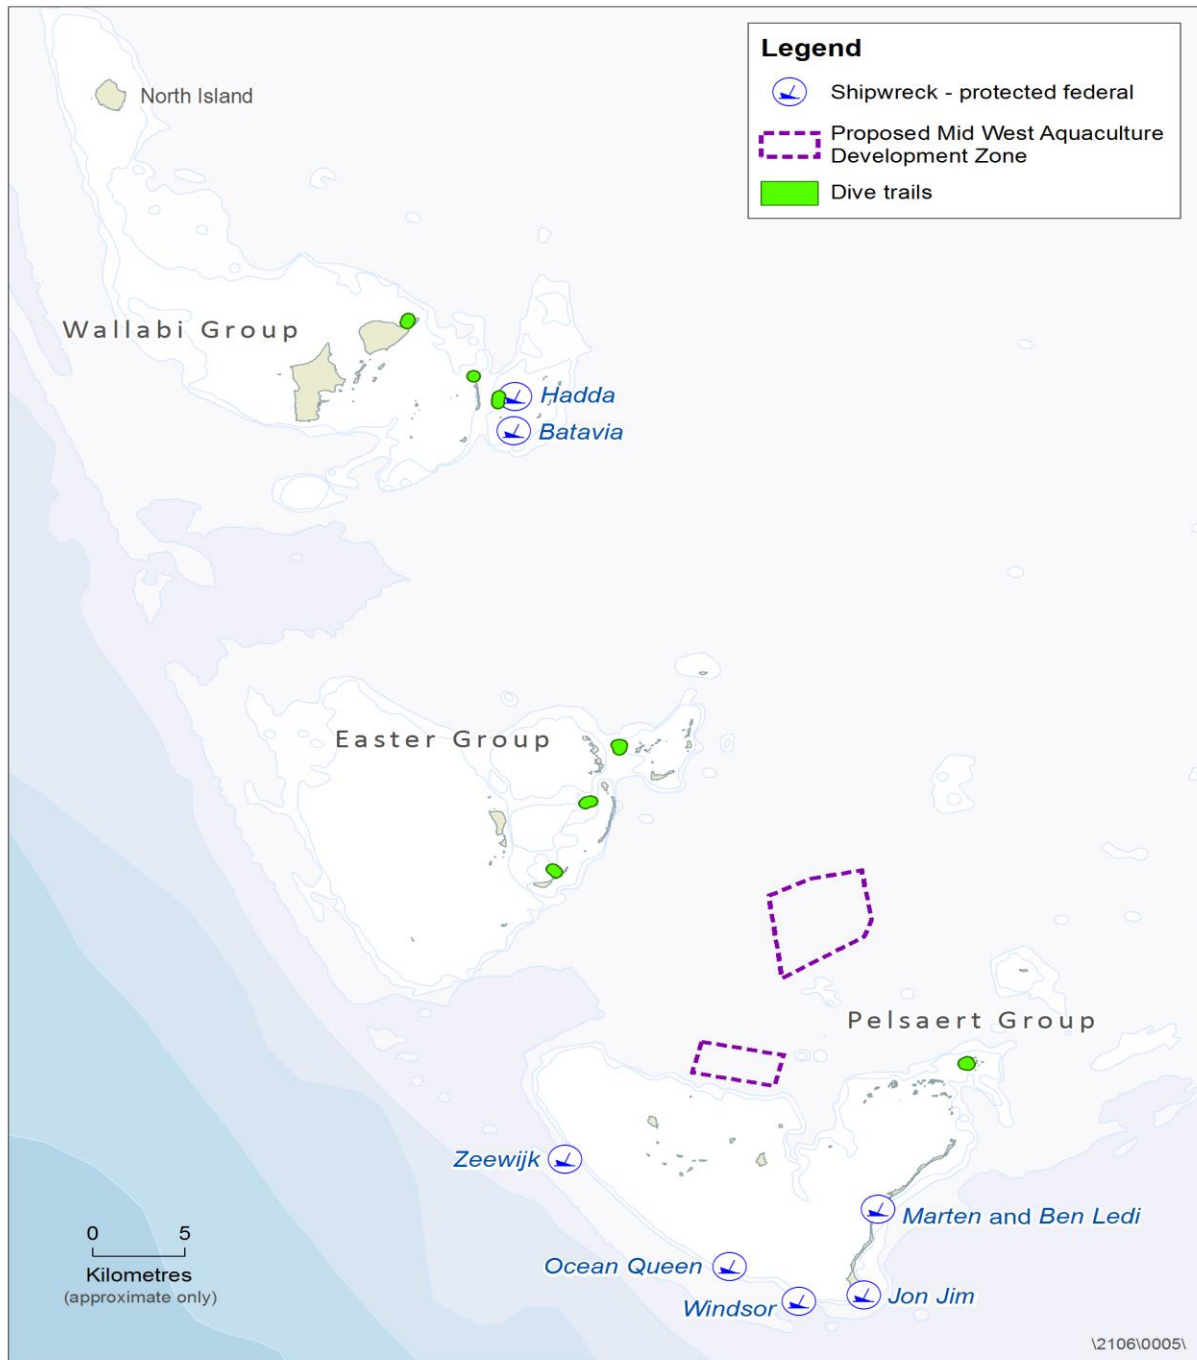 Legend
Shipwreck - protected federal
Proposed Mid West Aquaculture
Development Zone
Dive trails
North Island
Wallabi Group
Hadda
Batavia
Easter Group
Pelsaert Group
Zeewijk
Marten and Ben Ledi
Ocean Queen
Windsor
Jon Jim
0 5
Kilometres
(approximate only)
\2106\0005\